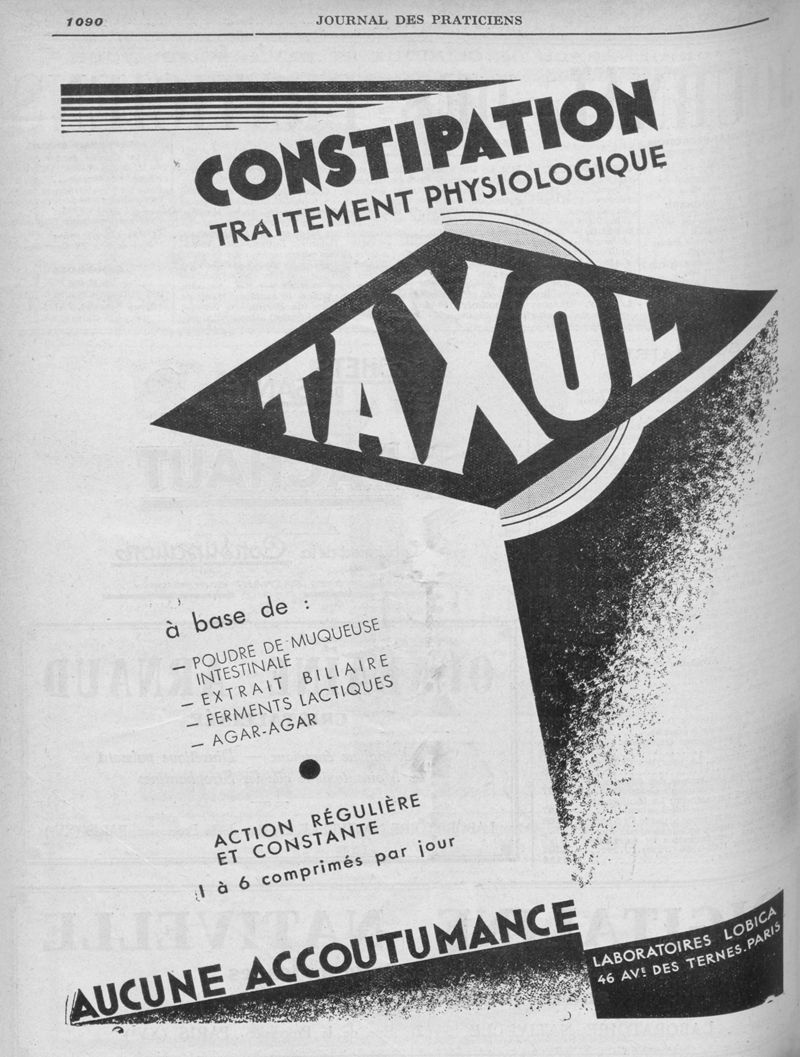 1090
JOURNAL DES PRATICIENS
CONSTIPATION
TRAITEMENT PHYSIOLOGIQUE
TAXOL
à base de :
— POUDRE DE MUQUEUSE
INTESTINALE
— EXTRAIT BILIAIRE
— FERMENTS LACTIQUES
— AGAR-AGAR
ACTION RÉGULIÈRE
ET CONSTANTE
1 à 6 comprimés par jour
AUCUNE ACCOUTUMANCE
LABORATOIRES LOBICA
46 AVᵗ DES TERNES.PARIS